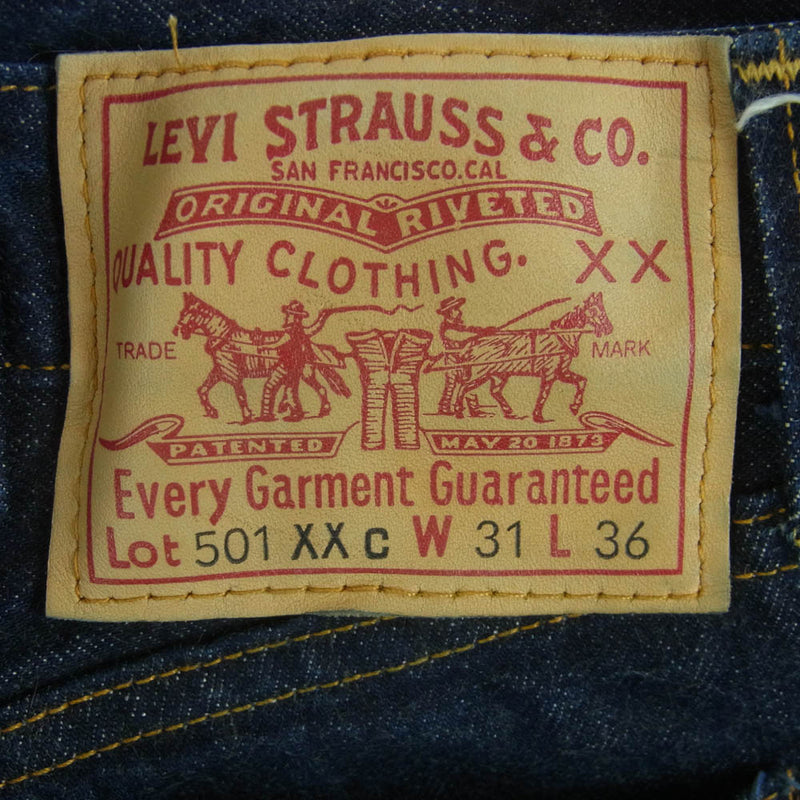 LEVI STRAUSS & CO.
SAN FRANCISCO.CAL
ORIGINAL RIVETED
QUALITY CLOTHING. XX
TRADE MARK
PATENTED MAY 20 1873
Every Garment Guaranteed
Lot 501 XX C W 31 L 36